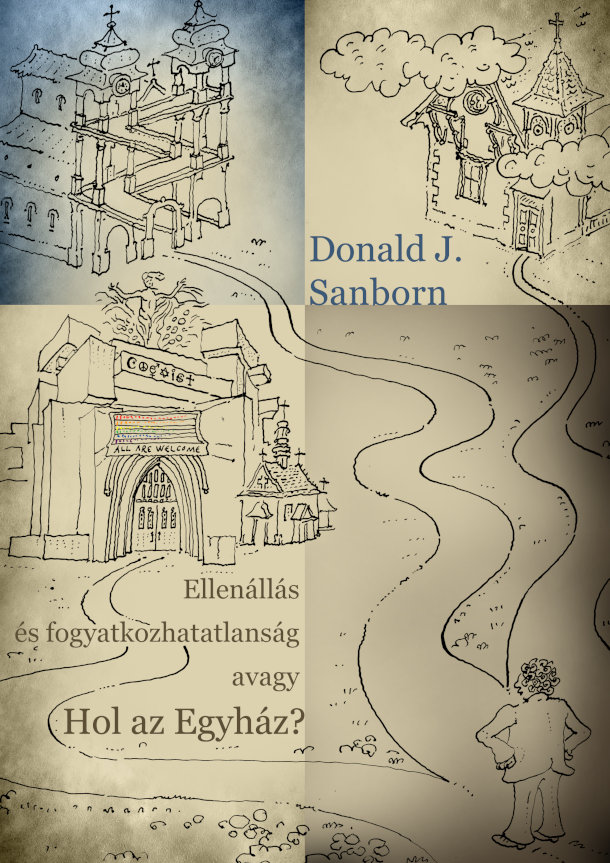 Donald J.
Sanborn
COEXIST
ALL ARE WELCOME
Ellenállás
és fogyatkozhatatlanság
avagy
Hol az Egyház?